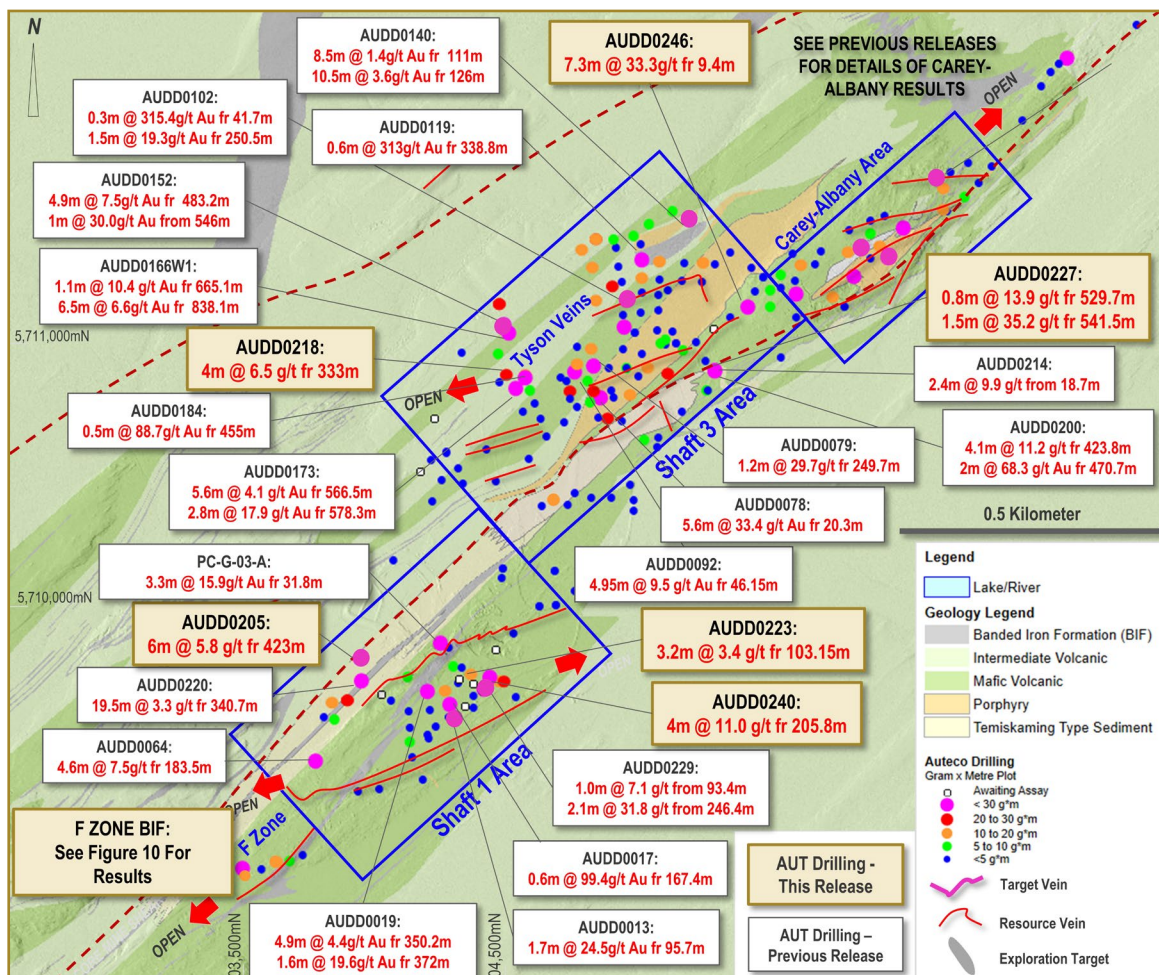 N
AUDD0140:
8.5m @ 1.4g/t Au fr 111m
10.5m @ 3.6g/t Au fr 126m
AUDD0246:
7.3m @ 33.3g/t fr 9.4m
SEE PREVIOUS RELEASES
FOR DETAILS OF CAREY-
ALBANY RESULTS
OPEN
AUDD0102:
0.3m @ 315.4g/t Au fr 41.7m
1.5m @ 19.3g/t Au fr 250.5m
AUDD0119:
0.6m @ 313g/t Au fr 338.8m
Carey-Albany Area
AUDD0152:
4.9m @ 7.5g/t Au fr 483.2m
1m @ 30.0g/t Au from 546m
AUDD0166W1:
1.1m @ 10.4 g/t Au fr 665.1m
6.5m @ 6.6g/t Au fr 838.1m
AUDD0227:
0.8m @ 13.9 g/t fr 529.7m
1.5m @ 35.2 g/t fr 541.5m
Tyson Veins
5,711,000mN
AUDD0218:
4m @ 6.5 g/t fr 333m
OPEN
AUDD0214:
2.4m @ 9.9 g/t from 18.7m
AUDD0184:
0.5m @ 88.7g/t Au fr 455m
Shaft 3 Area
AUDD0200:
4.1m @ 11.2 g/t fr 423.8m
2m @ 68.3 g/t Au fr 470.7m
AUDD0079:
1.2m @ 29.7g/t fr 249.7m
AUDD0173:
5.6m @ 4.1 g/t Au fr 566.5m
2.8m @ 17.9 g/t Au fr 578.3m
AUDD0078:
5.6m @ 33.4 g/t Au fr 20.3m
0.5 Kilometer
PC-G-03-A:
3.3m @ 15.9g/t Au fr 31.8m
AUDD0092:
4.95m @ 9.5 g/t Au fr 46.15m
5,710,000mN
AUDD0205:
6m @ 5.8 g/t fr 423m
AUDD0223:
3.2m @ 3.4 g/t fr 103.15m
OPEN
AUDD0220:
19.5m @ 3.3 g/t fr 340.7m
AUDD0240:
4m @ 11.0 g/t fr 205.8m
AUDD0064:
4.6m @ 7.5g/t fr 183.5m
Shaft 1 Area
AUDD0229:
1.0m @ 7.1 g/t from 93.4m
2.1m @ 31.8 g/t from 246.4m
OPEN
F Zone
F ZONE BIF:
See Figure 10 For
Results
AUDD0017:
0.6m @ 99.4g/t Au fr 167.4m
OPEN
03,500mE
04,500mE
AUDD0019:
4.9m @ 4.4g/t Au fr 350.2m
1.6m @ 19.6g/t Au fr 372m
AUDD0013:
1.7m @ 24.5g/t Au fr 95.7m
AUT Drilling -
This Release
AUT Drilling –
Previous Release
Legend
Lake/River
Geology Legend
Banded Iron Formation (BIF)
Intermediate Volcanic
Mafic Volcanic
Porphyry
Temiskaming Type Sediment
Auteco Drilling
Gram x Metre Plot
Awaiting Assay
< 30 g*m
20 to 30 g*m
10 to 20 g*m
5 to 10 g*m
<5 g*m
Target Vein
Resource Vein
Exploration Target